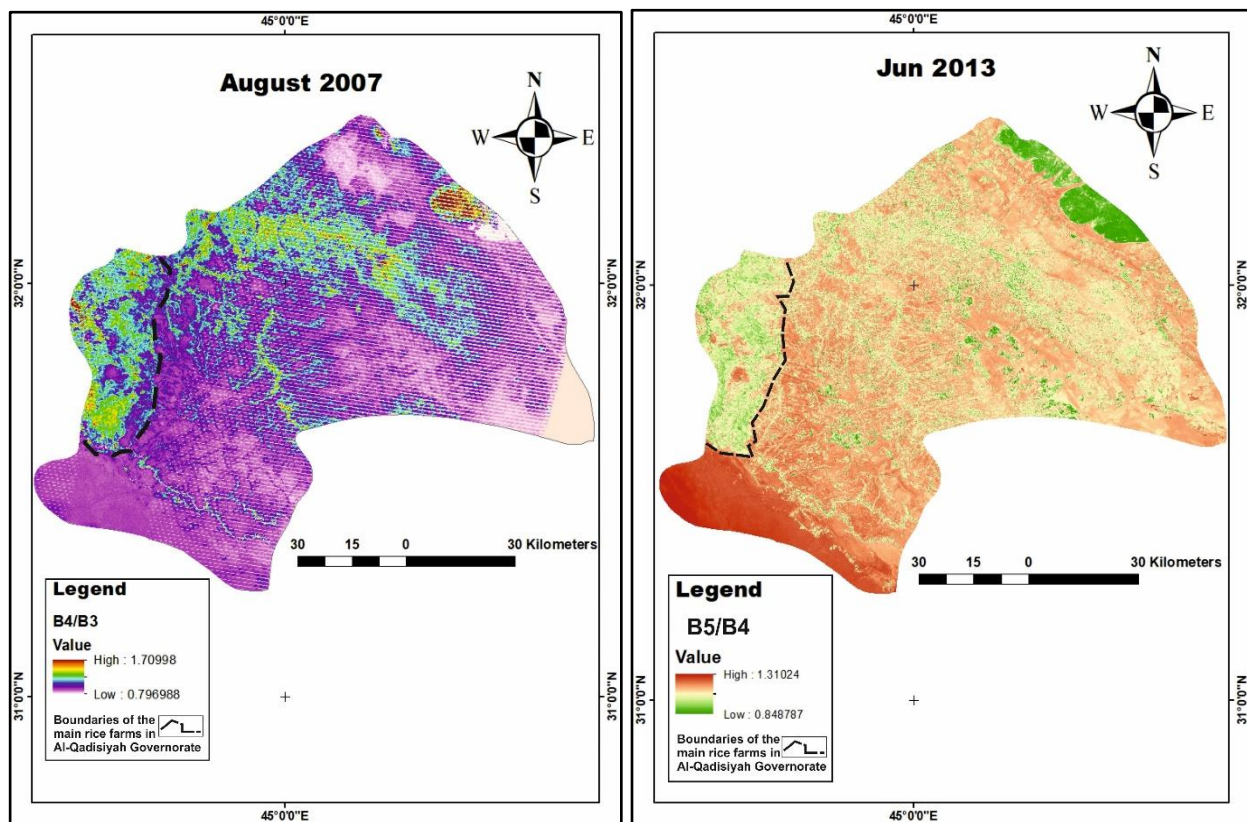 45°0'0"E
August 2007
N
W
E
S
32°0'0"N
32°0'0"N
30 15 0 30 Kilometers
Legend
B4/B3
Value
High : 1.70998
Low : 0.796988
Boundaries of the
main rice farms in
Al-Qadisiyah Governorate
31°0'0"N
31°0'0"N
45°0'0"E
45°0'0"E
Jun 2013
N
W
E
S
32°0'0"N
32°0'0"N
30 15 0 30 Kilometers
Legend
B5/B4
Value
High : 1.31024
Low : 0.848787
Boundaries of the
main rice farms in
Al-Qadisiyah Governorate
31°0'0"N
31°0'0"N
45°0'0"E